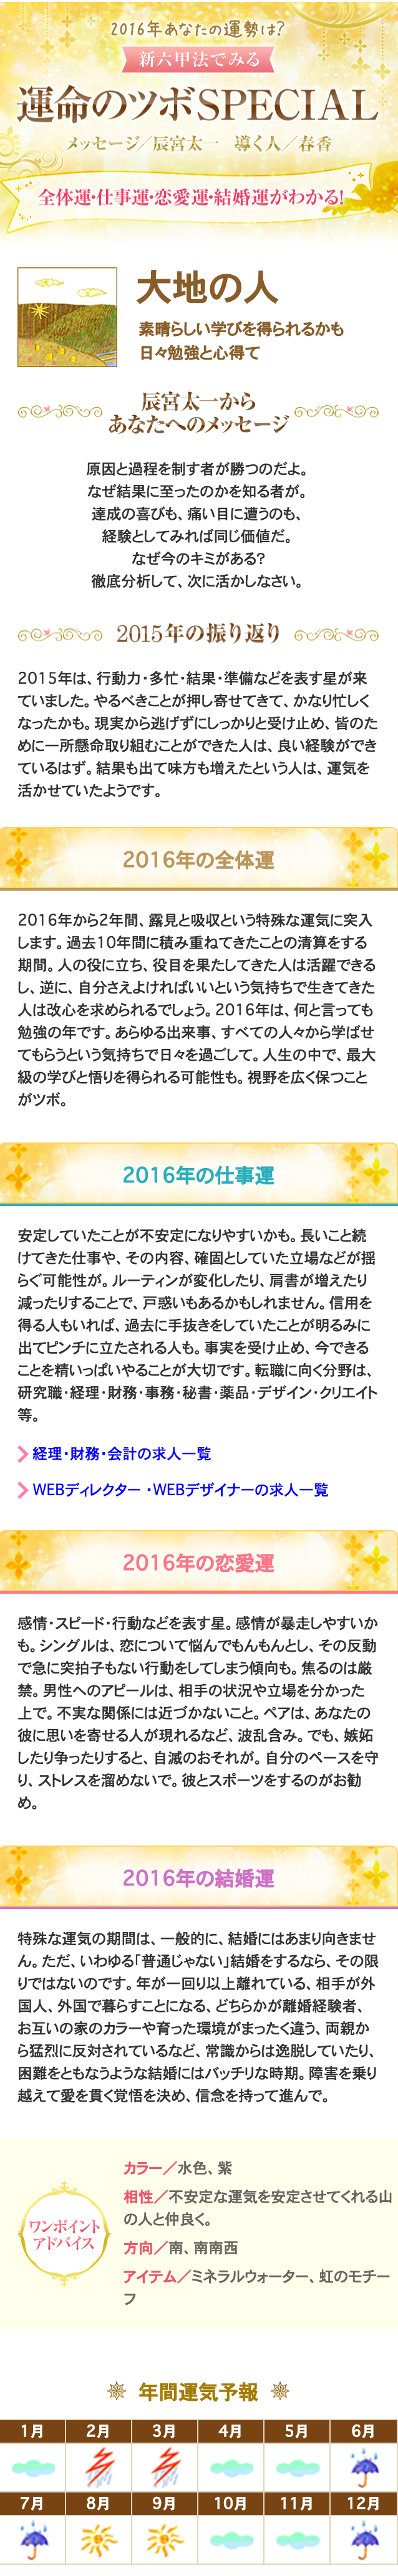 2016年あなたの運勢は?
新六甲法でみる
運命のツボSPECIAL
メッセージ／辰宮太一　導く人／春香
全体運・仕事運・恋愛運・結婚運がわかる!
大地の人
素晴らしい学びを得られるかも
日々勉強と心得て
辰宮太一から
あなたへのメッセージ
原因と過程を制す者が勝つのだよ。
なぜ結果に至ったのかを知る者が。
達成の喜びも、痛い目に遭うのも、
経験としてみれば同じ価値だ。
なぜ今のキミがある?
徹底分析して、次に活かしなさい。
2015年の振り返り
2015年は、行動力・多忙・結果・準備などを表す星が来
ていました。やるべきことが押し寄せてきて、かなり忙しく
なったかも。現実から逃げずにしっかりと受け止め、皆のた
めに一所懸命取り組むことができた人は、良い経験ができ
ているはず。結果も出て味方も増えたという人は、運気を
活かせていたようです。
2016年の全体運
2016年から2年間、露見と吸収という特殊な運気に突入
します。過去10年間に積み重ねてきたことの清算をする
期間。人の役に立ち、役目を果たしてきた人は活躍できる
し、逆に、自分さえよければいいという気持ちで生きてきた
人は改心を求められるでしょう。2016年は、何と言っても
勉強の年です。あらゆる出来事、すべての人々から学ばせ
てもらうという気持ちで日々を過ごして。人生の中で、最大
級の学びと悟りを得られる可能性も。視野を広く保つこと
がツボ。
2016年の仕事運
安定していたことが不安定になりやすいかも。長いこと続
けてきた仕事や、その内容、確固としていた立場などが揺
らぐ可能性が。ルーティンが変化したり、肩書が増えたり
減ったりすることで、戸惑いもあるかもしれません。信用を
得る人もいれば、過去に手抜きをしていたことが明るみに
出てピンチに立たされる人も。事実を受け止め、今できる
ことを精いっぱいやることが大切です。転職に向く分野は、
研究職・経理・財務・事務・秘書・薬品・デザイン・クリエイト
等。
経理・財務・会計の求人一覧
WEBディレクター ・WEBデザイナーの求人一覧
2016年の恋愛運
感情・スピード・行動などを表す星。感情が暴走しやすいか
も。シングルは、恋について悩んでもんもんとし、その反動
で急に突拍子もない行動をしてしまう傾向も。焦るのは厳
禁。男性へのアピールは、相手の状況や立場を分かった
上で。不実な関係には近づかないこと。ペアは、あなたの
彼に思いを寄せる人が現れるなど、波乱含み。でも、嫉妬
したり争ったりすると、自滅のおそれが。自分のペースを守
り、ストレスを溜めないで。彼とスポーツをするのがお勧
め。
2016年の結婚運
特殊な運気の期間は、一般的に、結婚にはあまり向きませ
ん。ただ、いわゆる「普通じゃない」結婚をするなら、その限
りではないのです。年が一回り以上離れている、相手が外
国人、外国で暮らすことになる、どちらかが離婚経験者、
お互いの家のカラーや育った環境がまったく違う、両親か
ら猛烈に反対されているなど、常識からは逸脱していたり、
困難をともなうような結婚にはバッチリな時期。障害を乗り
越えて愛を貫く覚悟を決め、信念を持って進んで。
ワンポイント
アドバイス
カラー／水色、紫
相性／不安定な運気を安定させてくれる山
の人と仲良く。
方向／南、南南西
アイテム／ミネラルウォーター、虹のモチー
フ
年間運気予報
1月 2月 3月 4月 5月 6月
7月 8月 9月 10月 11月 12月